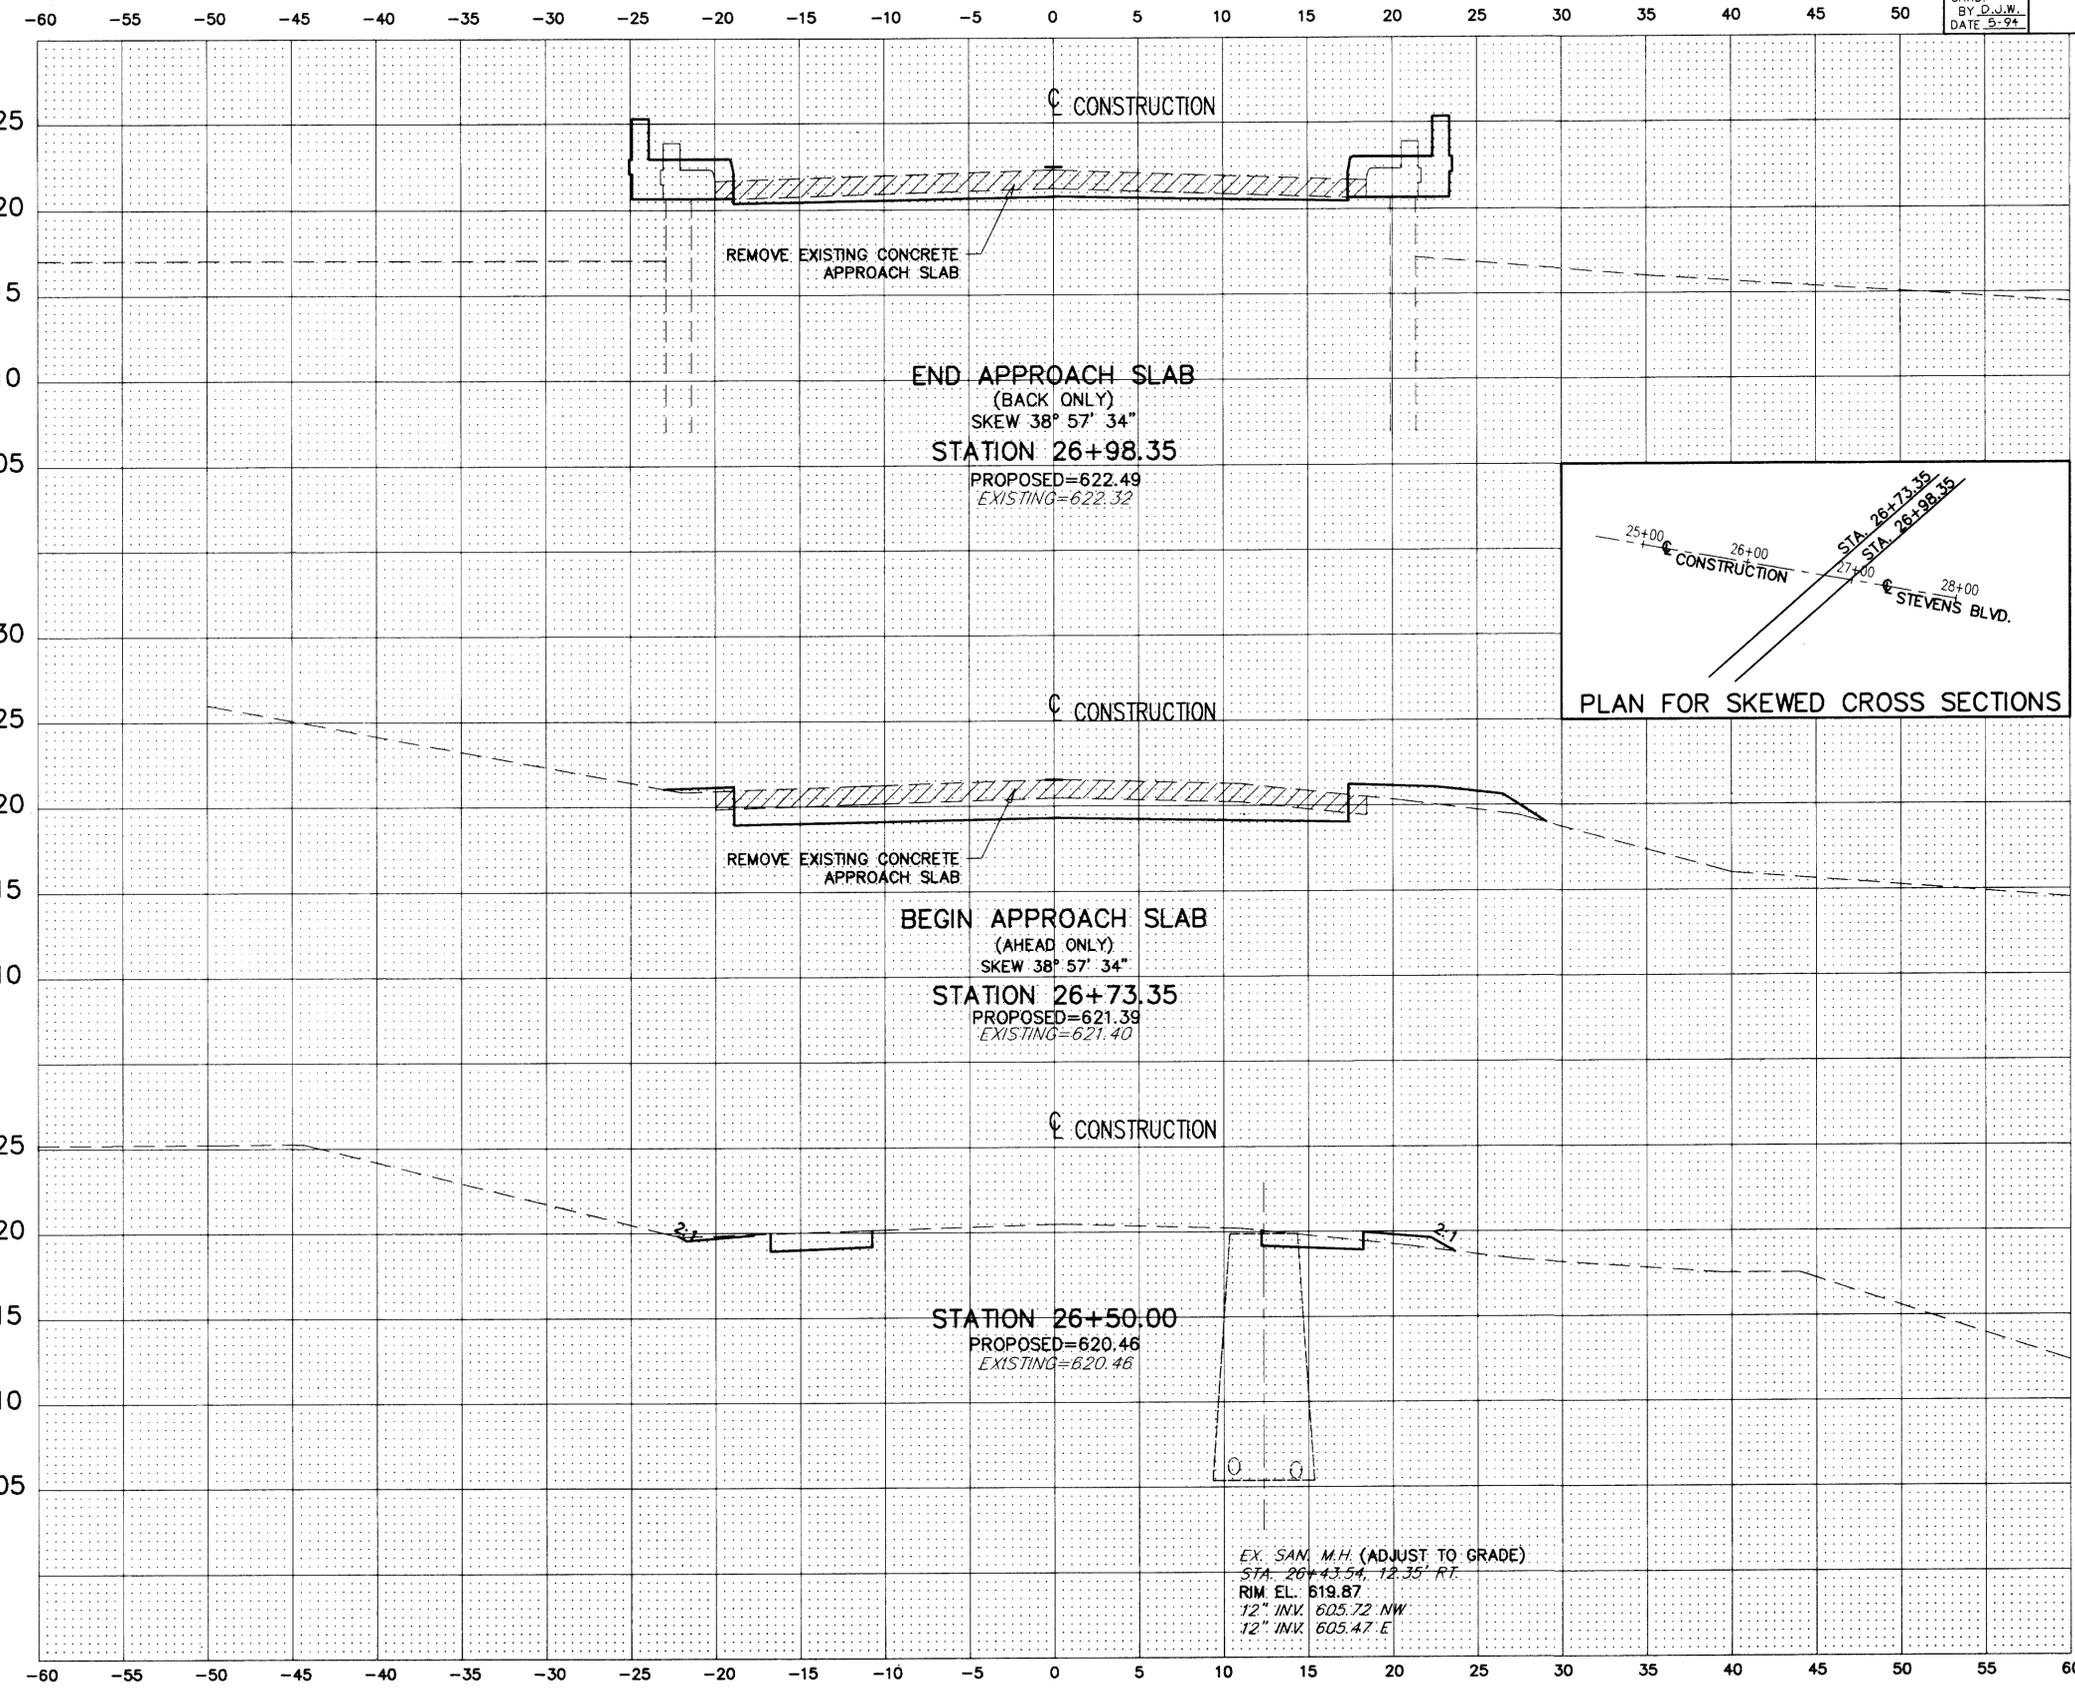 -60 -55 -50 -45 -40 -35 -30 -25 -20 -15 -10 -5 0 5 10 15 20 25 30 35 40 45 50
BY D.J.W.
DATE 5-94
℄ CONSTRUCTION
25
20
REMOVE EXISTING CONCRETE
APPROACH SLAB
5
0
END APPROACH SLAB
(BACK ONLY)
SKEW 38° 57' 34"
STATION 26+98.35
05
PROPOSED=622.49
EXISTING=622.32
STA. 26+73.35
STA. 26+98.35
25+00
℄ CONSTRUCTION
26+00
27+00
℄ STEVENS BLVD.
28+00
PLAN FOR SKEWED CROSS SECTIONS
30
℄ CONSTRUCTION
25
20
REMOVE EXISTING CONCRETE
APPROACH SLAB
15
BEGIN APPROACH SLAB
(AHEAD ONLY)
SKEW 38° 57' 34"
10
STATION 26+73.35
PROPOSED=621.39
EXISTING=621.40
℄ CONSTRUCTION
25
20
2:1
2:1
15
STATION 26+50.00
PROPOSED=620.46
EXISTING=620.46
10
05
EX. SAN. M.H. (ADJUST TO GRADE)
STA. 26+43.54, 12.35' RT.
RIM EL. 619.87
12" INV. 605.72 NW
12" INV. 605.47 E
-60 -55 -50 -45 -40 -35 -30 -25 -20 -15 -10 -5 0 5 10 15 20 25 30 35 40 45 50 55 60